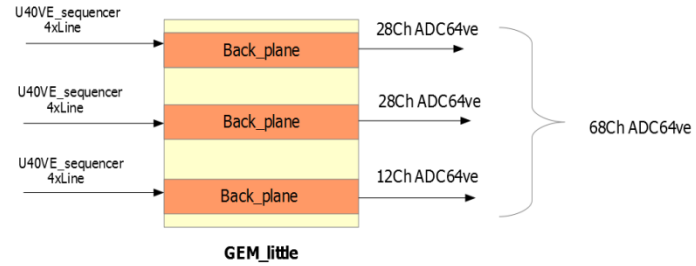 U40VE_sequencer
4xLine
Back_plane
28Ch ADC64ve
U40VE_sequencer
4xLine
Back_plane
28Ch ADC64ve
68Ch ADC64ve
U40VE_sequencer
4xLine
Back_plane
12Ch ADC64ve
GEM_little